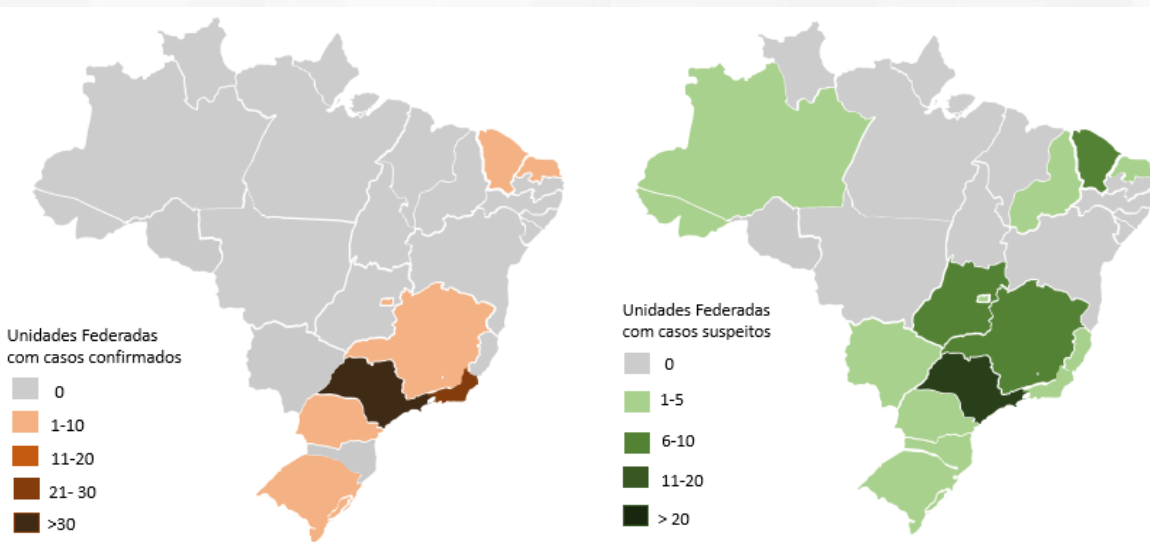 Unidades Federadas
com casos confirmados
0
1-10
11-20
21- 30
>30
Unidades Federadas
com casos suspeitos
0
1-5
6-10
11-20
> 20